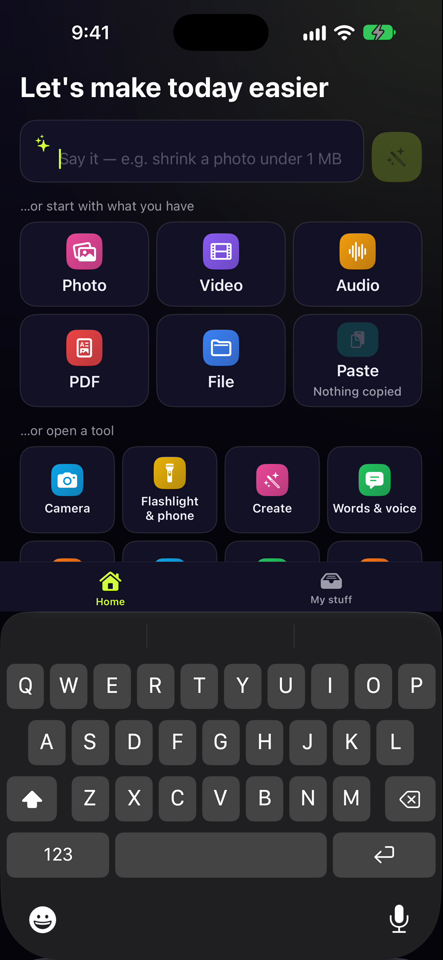 9:41
Let's make today easier
Say it — e.g. shrink a photo under 1 MB
...or start with what you have
Photo
Video
Audio
PDF
File
Paste
Nothing copied
...or open a tool
Camera
Flashlight
& phone
Create
Words & voice
Home
My stuff
Q W E R T Y U I O P
A S D F G H J K L
Z X C V B N M
123